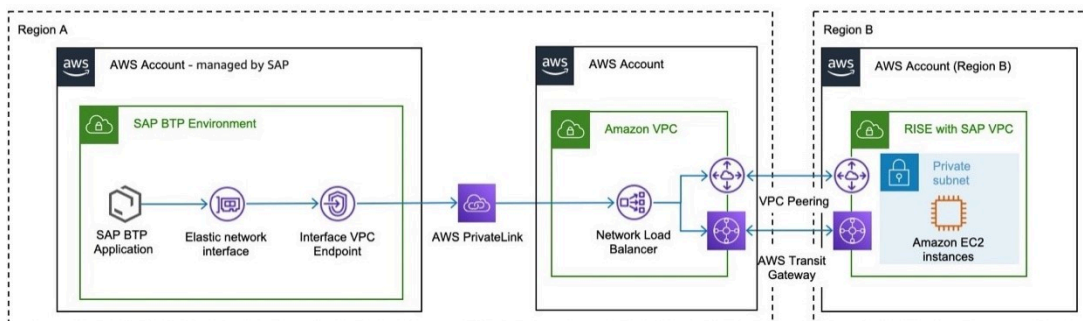 Region A
Region B
aws
AWS Account - managed by SAP
aws
AWS Account
aws
AWS Account (Region B)
SAP BTP Environment
Amazon VPC
RISE with SAP VPC
Private
subnet
SAP BTP
Application
Elastic network
interface
Interface VPC
Endpoint
AWS PrivateLink
Network Load
Balancer
VPC Peering
AWS Transit
Gateway
Amazon EC2
instances